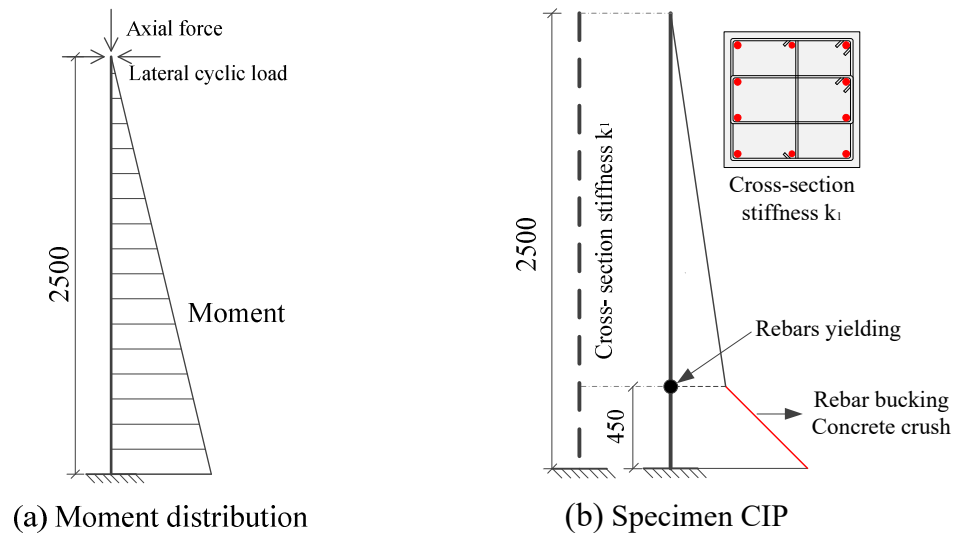 Axial force
Lateral cyclic load
2500
Moment
(a) Moment distribution
2500
Cross- section stiffness k1
Cross-section
stiffness k1
Rebars yielding
450
Rebar bucking
Concrete crush
(b) Specimen CIP